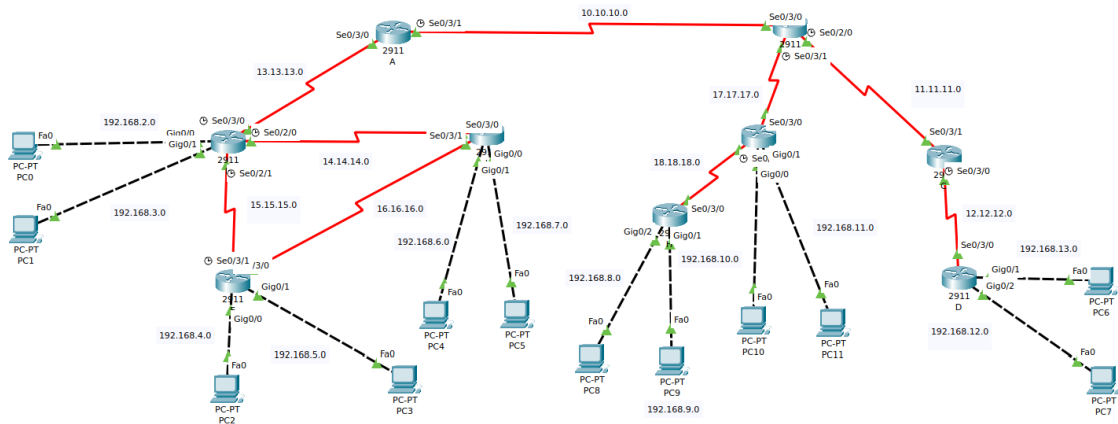 10.10.10.0
Se0/3/1
Se0/3/0
2911
A
Se0/3/0
2911
Se0/2/0
Se0/3/1
13.13.13.0
17.17.17.0
11.11.11.0
192.168.2.0
Fa0
PC-PT
PC0
Gig0/0
Gig0/1
Se0/3/0
Se0/2/0
2911
Se0/2/1
14.14.14.0
Se0/3/1
Se0/3/0
Gig0/0
Gig0/1
Se0/3/0
Gig0/1
Gig0/0
18.18.18.0
Se0/3/1
Se0/3/0
15.15.15.0
16.16.16.0
192.168.3.0
Fa0
PC-PT
PC1
192.168.6.0
192.168.7.0
Se0/3/0
Gig0/2
Gig0/1
192.168.8.0
192.168.10.0
192.168.11.0
12.12.12.0
Se0/3/0
192.168.13.0
Gig0/1
Gig0/2
2911
D
Fa0
PC-PT
PC6
Se0/3/1
/3/0
2911
Gig0/1
Gig0/0
192.168.4.0
192.168.5.0
Fa0
PC-PT
PC2
Fa0
PC-PT
PC3
Fa0
PC-PT
PC4
Fa0
PC-PT
PC5
Fa0
PC-PT
PC8
Fa0
PC-PT
PC9
192.168.9.0
Fa0
PC-PT
PC10
Fa0
PC-PT
PC11
192.168.12.0
Fa0
PC-PT
PC7